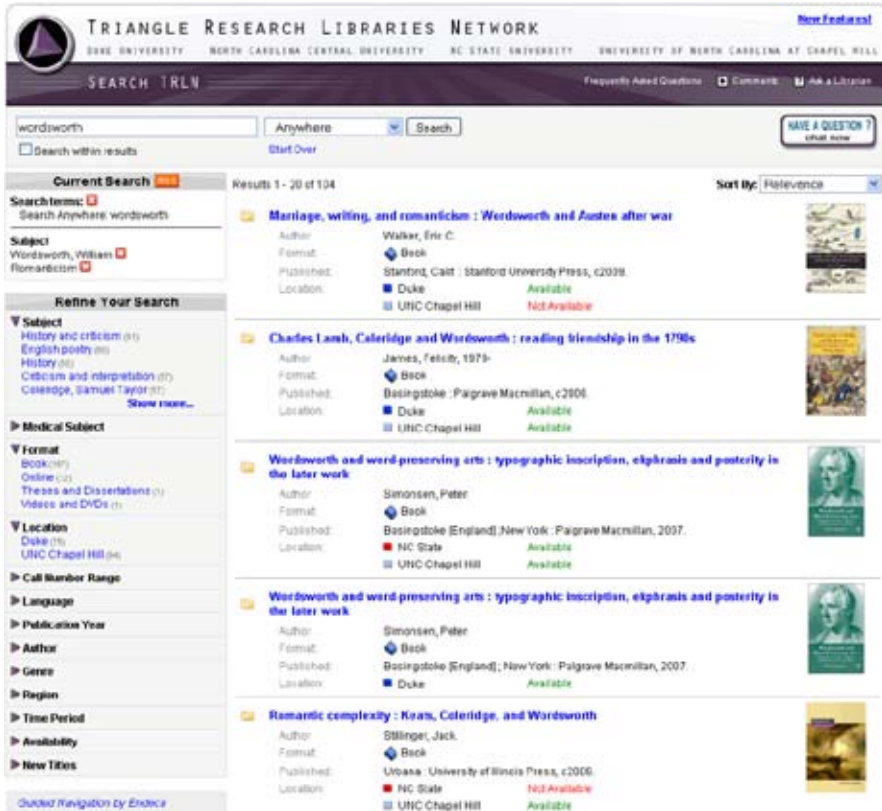 New Features!
TRIANGLE RESEARCH LIBRARIES NETWORK
DUKE UNIVERSITY NORTH CAROLINA CENTRAL UNIVERSITY NC STATE UNIVERSITY UNIVERSITY OF NORTH CAROLINA AT CHAPEL HILL
SEARCH TRLN
Frequently Asked Questions Comments Ask a Librarian
wordsworth Anywhere Search
HAVE A QUESTION ?
chat now
Search within results Start Over
Current Search RSS
Search terms:
Search Anywhere: wordsworth
Subject
Wordsworth, William
Romanticism
Refine Your Search
Subject
History and criticism
English poetry
History
Criticism and interpretation
Coleridge, Samuel Taylor
Show more...
Medical Subject
Format
Book
Online
Theses and Dissertations
Videos and DVDs
Location
Duke
UNC Chapel Hill
Call Number Range
Language
Publication Year
Author
Genre
Region
Time Period
Availability
New Titles
Guided Navigation by Endeca
Results 1 - 20 of 104 Sort By: Relevance
Marriage, writing, and romanticism : Wordsworth and Austen after war
Author: Walker, Eric C.
Format: Book
Published: Stanford, Calif. : Stanford University Press,
Location: Duke Available
UNC Chapel Hill Not Available
Charles Lamb, Coleridge and Wordsworth : reading friendship in the 1790s
Author: James, Felicity,
Format: Book
Published: Basingstoke : Palgrave Macmillan,
Location: Duke Available
UNC Chapel Hill Available
Wordsworth and word-preserving arts : typographic inscription, ekphrasis and posterity in
the later work
Author: Simonsen, Peter
Format: Book
Published: Basingstoke [England] ;New York : Palgrave Macmillan, 2007.
Location: NC State Available
UNC Chapel Hill Available
Wordsworth and word-preserving arts : typographic inscription, ekphrasis and posterity in
the later work
Author: Simonsen, Peter
Format: Book
Published: Basingstoke [England] ; New York : Palgrave Macmillan, 2007.
Location: Duke Available
Romantic complexity : Keats, Coleridge, and Wordsworth
Author: Stillinger, Jack.
Format: Book
Published: Urbana : University of Illinois Press, c2006.
Location: NC State Not Available
UNC Chapel Hill Available